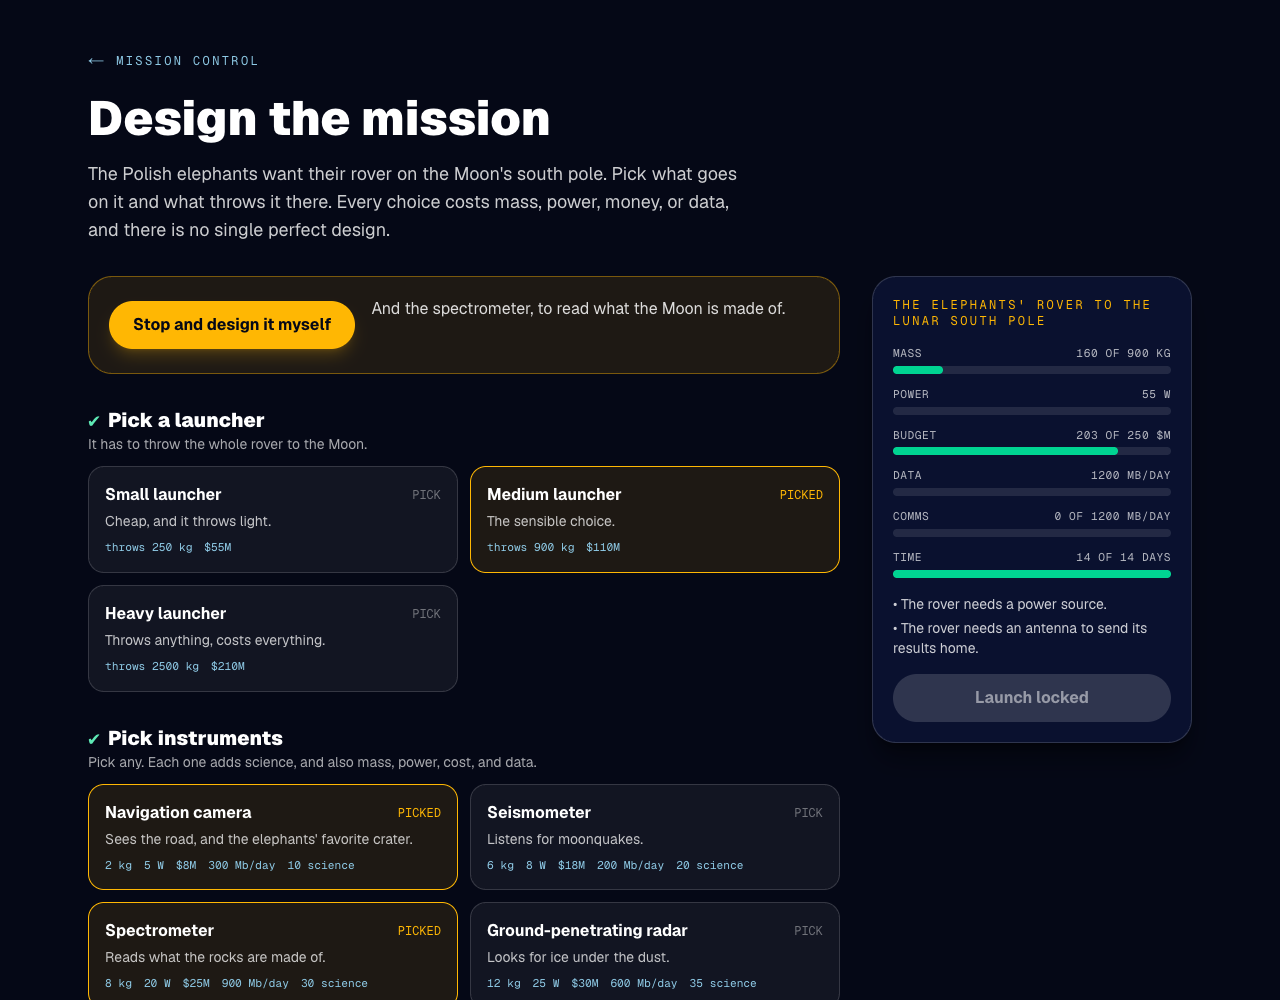 ← MISSION CONTROL
Design the mission
The Polish elephants want their rover on the Moon's south pole. Pick what goes
on it and what throws it there. Every choice costs mass, power, money, or data,
and there is no single perfect design.
Stop and design it myself
And the spectrometer, to read what the Moon is made of.
✔ Pick a launcher
It has to throw the whole rover to the Moon.
Small launcher PICK
Cheap, and it throws light.
throws 250 kg $55M
Medium launcher PICKED
The sensible choice.
throws 900 kg $110M
Heavy launcher PICK
Throws anything, costs everything.
throws 2500 kg $210M
✔ Pick instruments
Pick any. Each one adds science, and also mass, power, cost, and data.
Navigation camera PICKED
Sees the road, and the elephants' favorite crater.
2 kg 5 W $8M 300 Mb/day 10 science
Seismometer PICK
Listens for moonquakes.
6 kg 8 W $18M 200 Mb/day 20 science
Spectrometer PICKED
Reads what the rocks are made of.
8 kg 20 W $25M 900 Mb/day 30 science
Ground-penetrating radar PICK
Looks for ice under the dust.
12 kg 25 W $30M 600 Mb/day 35 science
THE ELEPHANTS' ROVER TO THE
LUNAR SOUTH POLE
MASS 160 OF 900 KG
POWER 55 W
BUDGET 203 OF 250 $M
DATA 1200 MB/DAY
COMMS 0 OF 1200 MB/DAY
TIME 14 OF 14 DAYS
• The rover needs a power source.
• The rover needs an antenna to send its
results home.
Launch locked